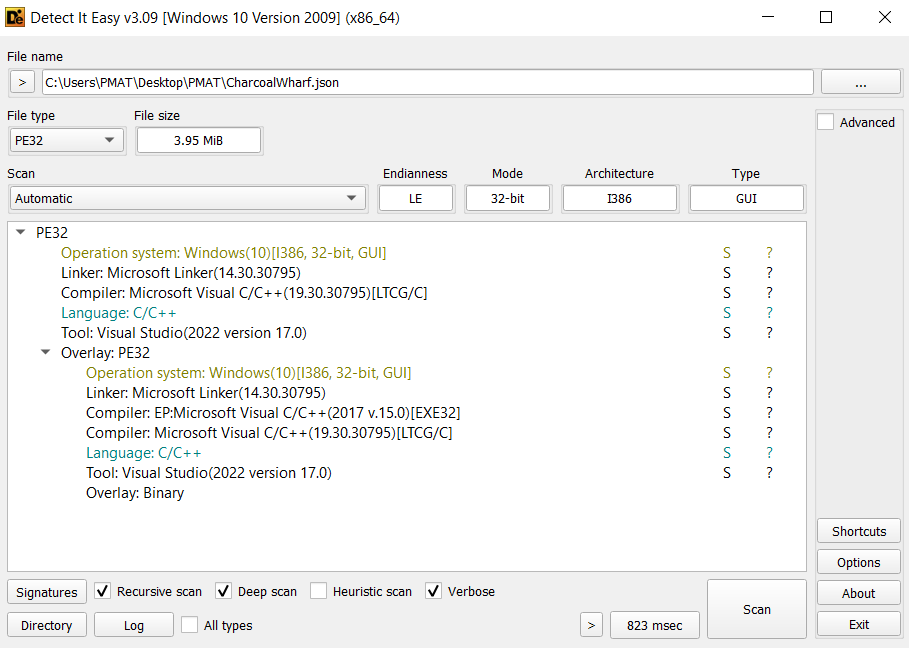 Detect It Easy v3.09 [Windows 10 Version 2009] (x86_64)
File name
> C:\Users\PMAT\Desktop\PMAT\CharcoalWharf.json ...
File type File size Advanced
PE32 3.95 MiB
Scan Endianness Mode Architecture Type
Automatic LE 32-bit I386 GUI
PE32
Operation system: Windows(10)[I386, 32-bit, GUI] S ?
Linker: Microsoft Linker(14.30.30795) S ?
Compiler: Microsoft Visual C/C++(19.30.30795)[LTCG/C] S ?
Language: C/C++ S ?
Tool: Visual Studio(2022 version 17.0) S ?
Overlay: PE32
Operation system: Windows(10)[I386, 32-bit, GUI] S ?
Linker: Microsoft Linker(14.30.30795) S ?
Compiler: EP:Microsoft Visual C/C++(2017 v.15.0)[EXE32] S ?
Compiler: Microsoft Visual C/C++(19.30.30795)[LTCG/C] S ?
Language: C/C++ S ?
Tool: Visual Studio(2022 version 17.0) S ?
Overlay: Binary
Shortcuts
Options
Signatures Recursive scan Deep scan Heuristic scan Verbose Scan About
Directory Log All types > 823 msec Exit